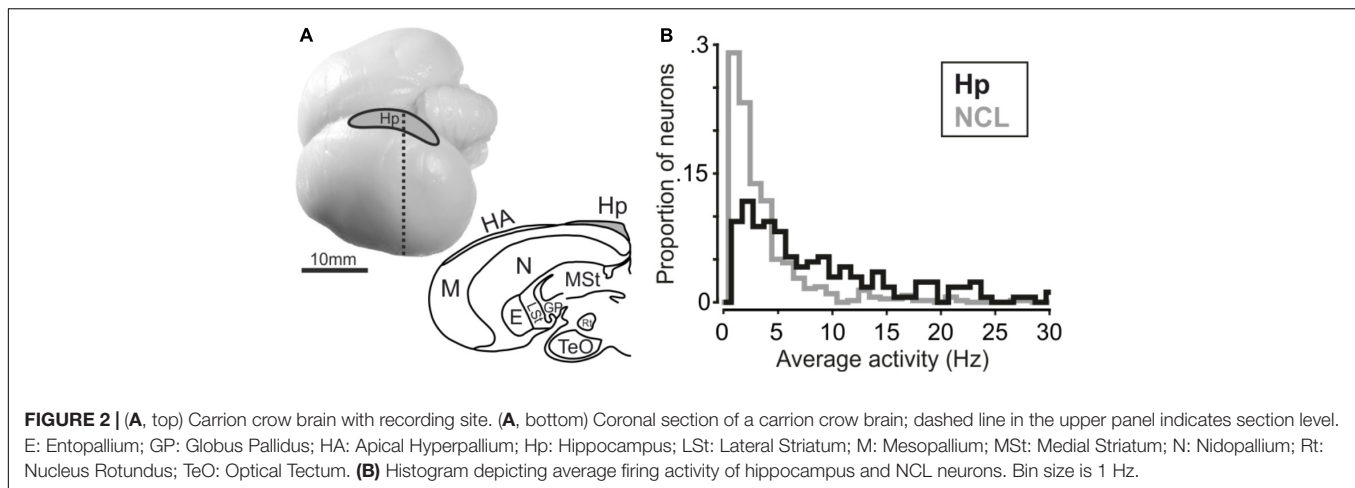 A
Hp
10mm
HA
Hp
N
M
MSt
E
LSt
GP
Rt
TeO
B
.3
.15
0
Proportion of neurons
Hp
NCL
0 5 10 15 20 25 30
Average activity (Hz)
FIGURE 2 | (A, top) Carrion crow brain with recording site. (A, bottom) Coronal section of a carrion crow brain; dashed line in the upper panel indicates section level.
E: Entopallium; GP: Globus Pallidus; HA: Apical Hyperpallium; Hp: Hippocampus; LSt: Lateral Striatum; M: Mesopallium; MSt: Medial Striatum; N: Nidopallium; Rt:
Nucleus Rotundus; TeO: Optical Tectum. (B) Histogram depicting average firing activity of hippocampus and NCL neurons. Bin size is 1 Hz.